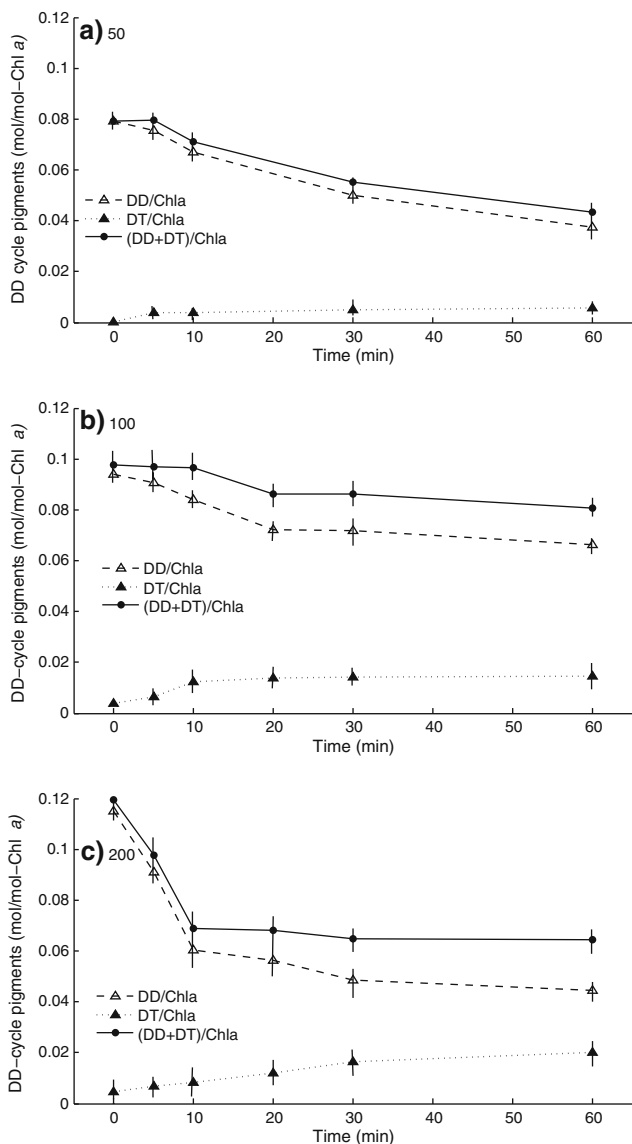 a) 50
0.12
0.1
0.08
0.06
0.04
0.02
0
DD cycle pigments (mol/mol−Chl a)
DD/Chla
DT/Chla
(DD+DT)/Chla
0 10 20 30 40 50 60
Time (min)
b) 100
0.12
0.1
0.08
0.06
0.04
0.02
0
DD−cycle pigments (mol/mol−Chl a)
DD/Chla
DT/Chla
(DD+DT)/Chla
0 10 20 30 40 50 60
Time (min)
c) 200
0.12
0.1
0.08
0.06
0.04
0.02
0
DD−cycle pigments (mol/mol−Chl a)
DD/Chla
DT/Chla
(DD+DT)/Chla
0 10 20 30 40 50 60
Time (min)